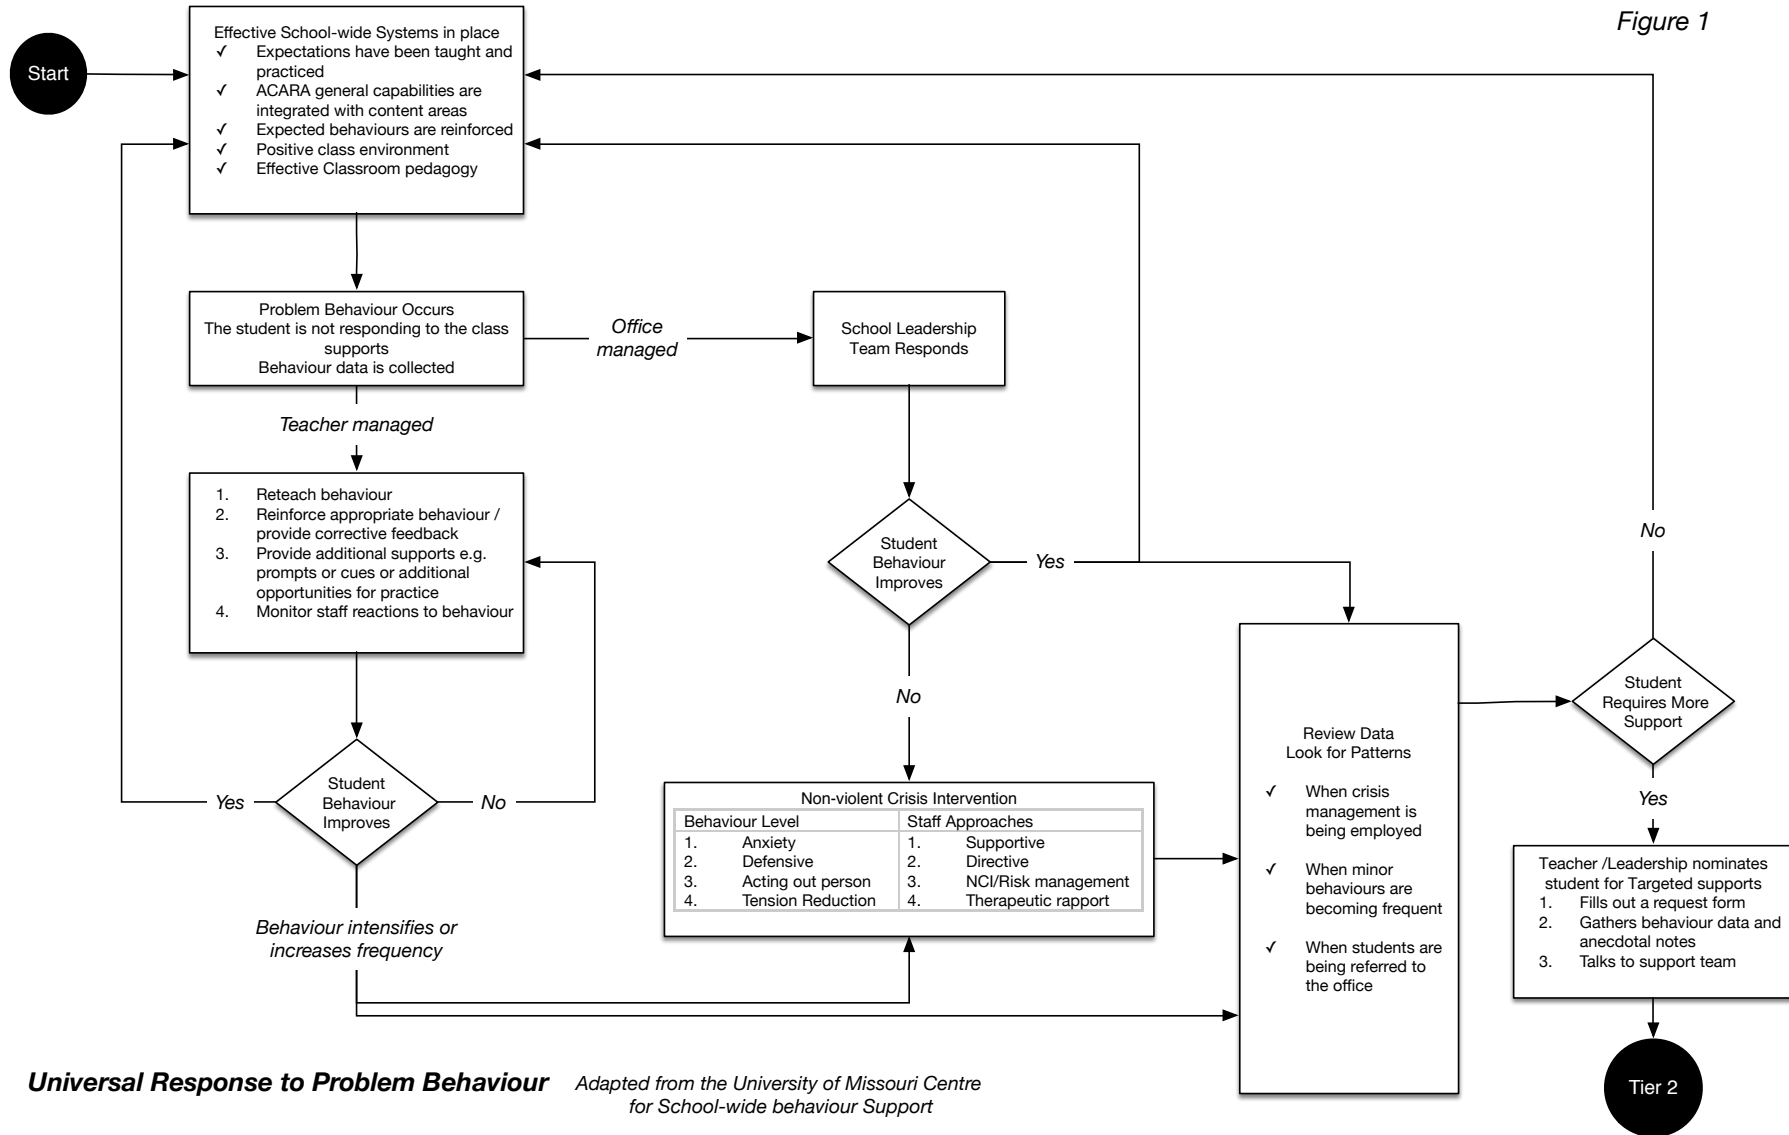 Figure 1
Start
Effective School-wide Systems in place
✓ Expectations have been taught and
practiced
✓ ACARA general capabilities are
integrated with content areas
✓ Expected behaviours are reinforced
✓ Positive class environment
✓ Effective Classroom pedagogy
Problem Behaviour Occurs
The student is not responding to the class
supports
Behaviour data is collected
Office
managed
School Leadership
Team Responds
Teacher managed
1. Reteach behaviour
2. Reinforce appropriate behaviour /
provide corrective feedback
3. Provide additional supports e.g.
prompts or cues or additional
opportunities for practice
4. Monitor staff reactions to behaviour
Student
Behaviour
Improves
Yes
No
Behaviour intensifies or
increases frequency
Student
Behaviour
Improves
Yes
No
Non-violent Crisis Intervention
Behaviour Level Staff Approaches
1. Anxiety 1. Supportive
2. Defensive 2. Directive
3. Acting out person 3. NCI/Risk management
4. Tension Reduction 4. Therapeutic rapport
Review Data
Look for Patterns
✓ When crisis
management is
being employed
✓ When minor
behaviours are
becoming frequent
✓ When students are
being referred to
the office
No
Student
Requires More
Support
Yes
Teacher /Leadership nominates
student for Targeted supports
1. Fills out a request form
2. Gathers behaviour data and
anecdotal notes
3. Talks to support team
Tier 2
Universal Response to Problem Behaviour
Adapted from the University of Missouri Centre
for School-wide behaviour Support